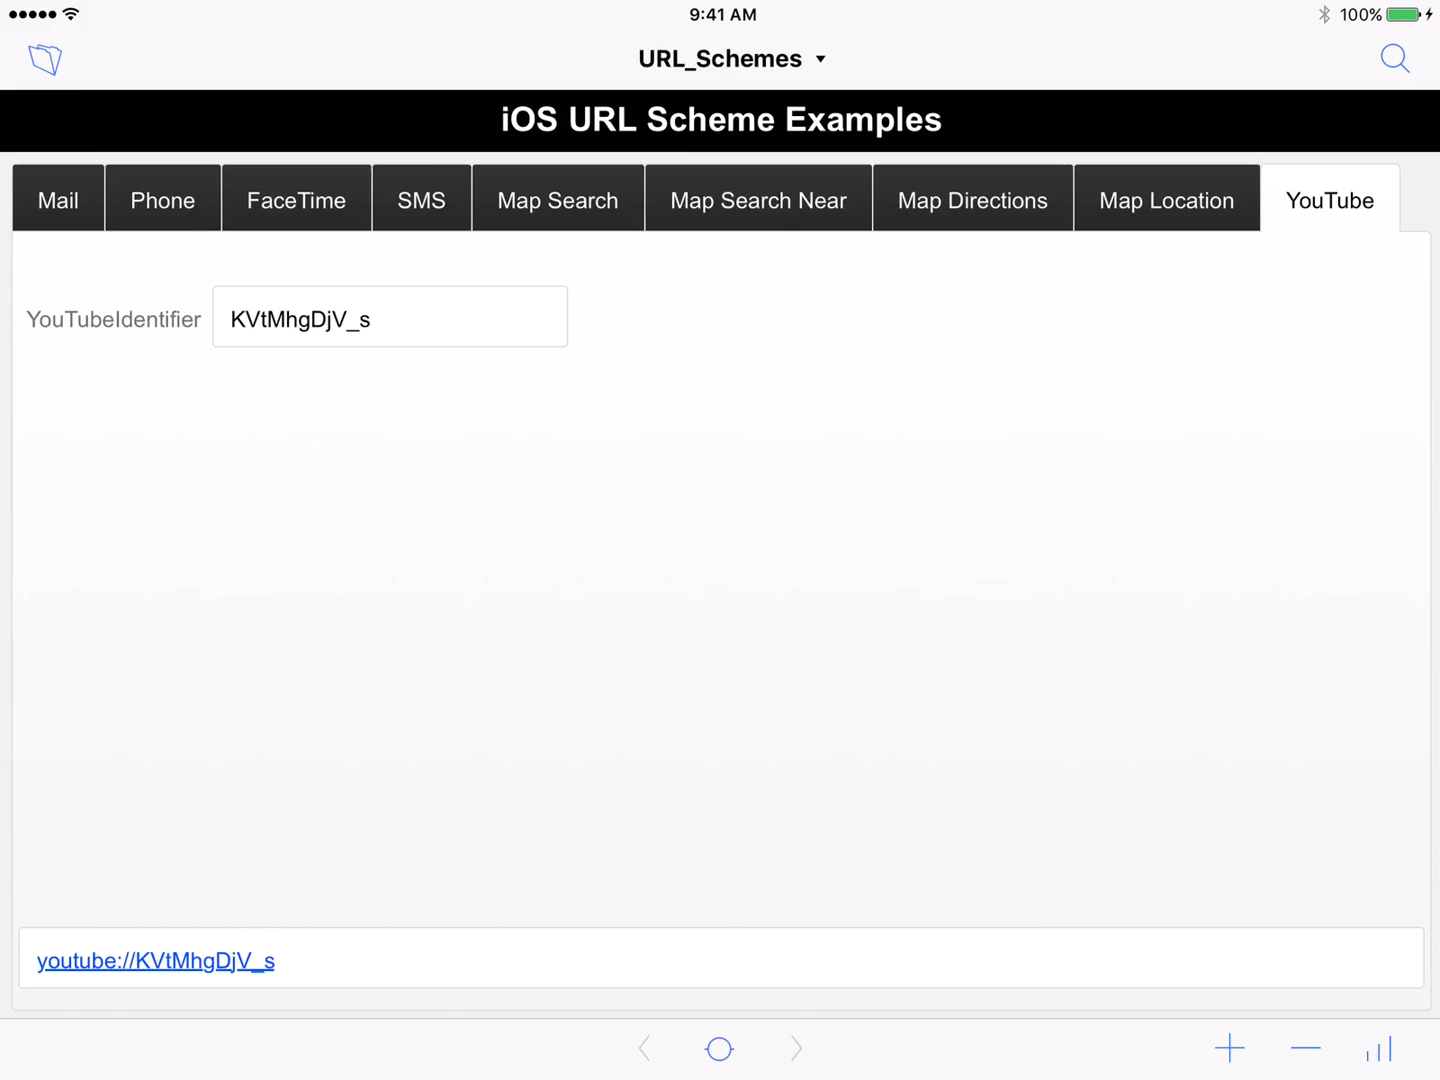 9:41 AM
100%
URL_Schemes
iOS URL Scheme Examples
Mail Phone FaceTime SMS Map Search Map Search Near Map Directions Map Location YouTube
YouTubeIdentifier KVtMhgDjV_s
youtube://KVtMhgDjV_s